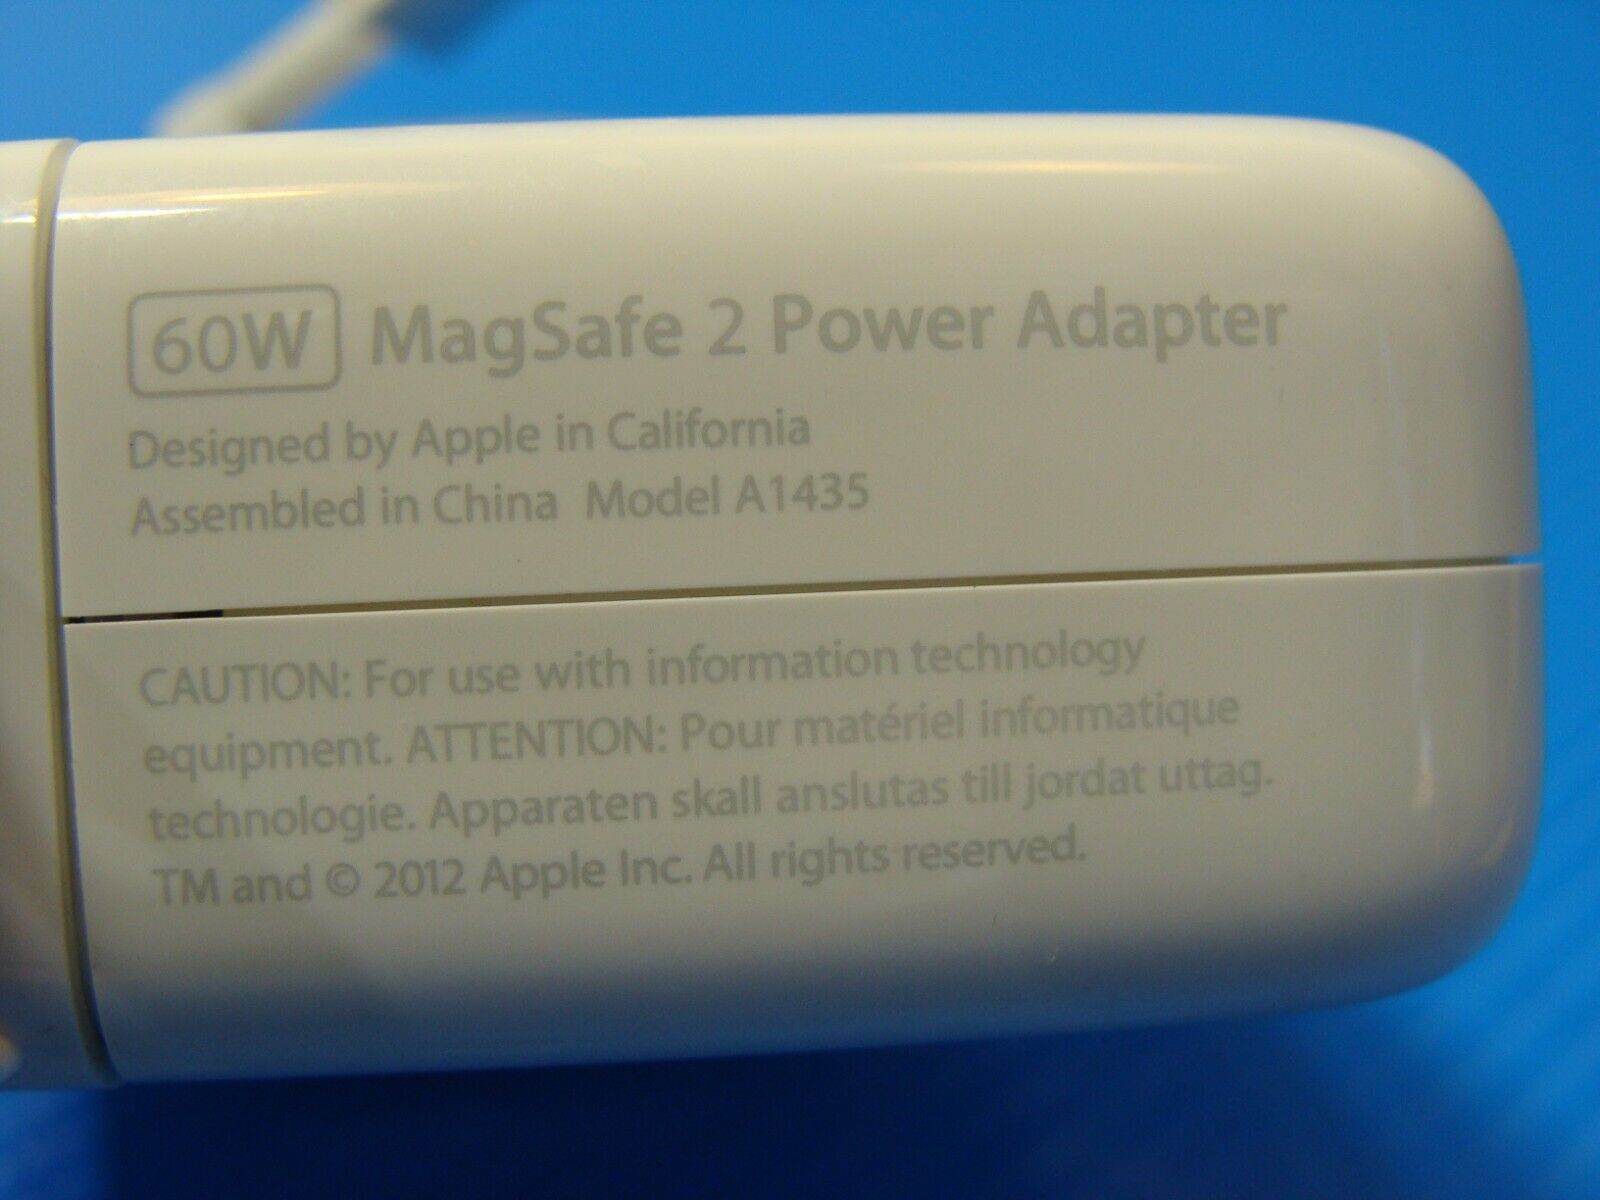 60W MagSafe 2 Power Adapter
Designed by Apple in California
Assembled in China Model A1435
CAUTION: For use with information technology
equipment. ATTENTION: Pour matériel informatique
technologie. Apparaten skall anslutas till jordat uttag.
TM and © 2012 Apple Inc. All rights reserved.